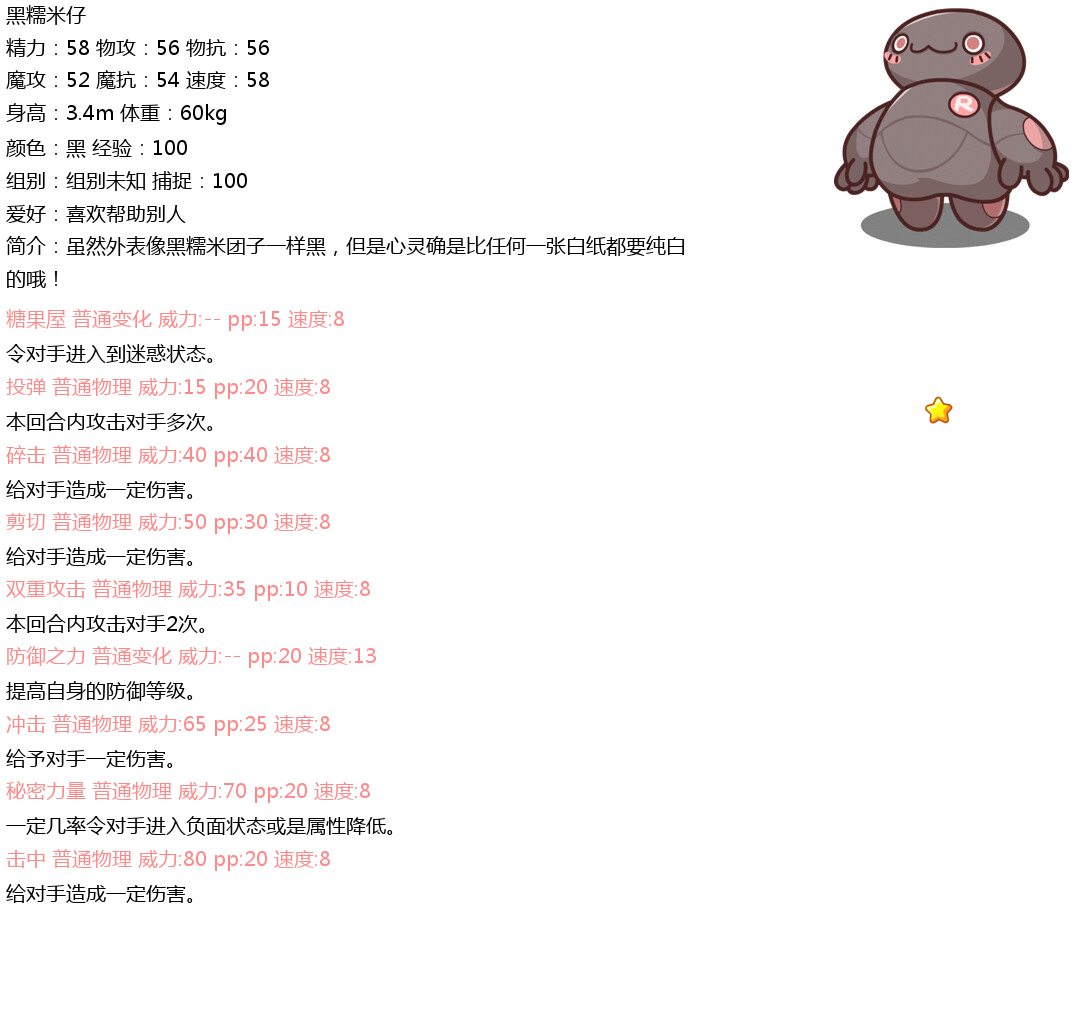 黑糯米仔
精力：58 物攻：56 物抗：56
魔攻：52 魔抗：54 速度：58
身高：3.4m 体重：60kg
颜色：黑 经验：100
组别：组别未知 捕捉：100
爱好：喜欢帮助别人
简介：虽然外表像黑糯米团子一样黑，但是心灵确是比任何一张白纸都要纯白
的哦！
糖果屋 普通变化 威力:-- pp:15 速度:8
令对手进入到迷惑状态。
投弹 普通物理 威力:15 pp:20 速度:8
本回合内攻击对手多次。
碎击 普通物理 威力:40 pp:40 速度:8
给对手造成一定伤害。
剪切 普通物理 威力:50 pp:30 速度:8
给对手造成一定伤害。
双重攻击 普通物理 威力:35 pp:10 速度:8
本回合内攻击对手2次。
防御之力 普通变化 威力:-- pp:20 速度:13
提高自身的防御等级。
冲击 普通物理 威力:65 pp:25 速度:8
给予对手一定伤害。
秘密力量 普通物理 威力:70 pp:20 速度:8
一定几率令对手进入负面状态或是属性降低。
击中 普通物理 威力:80 pp:20 速度:8
给对手造成一定伤害。
R